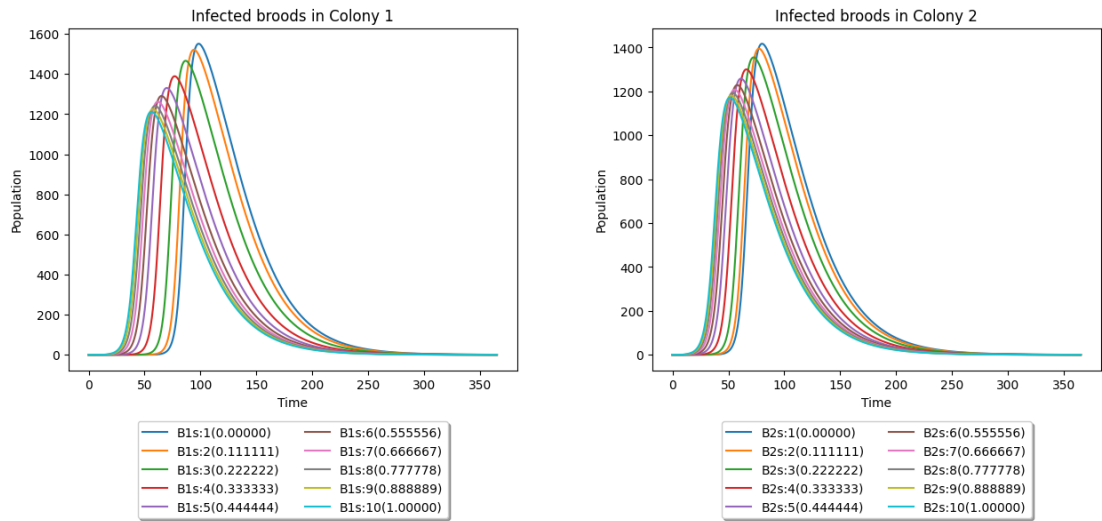 Infected broods in Colony 1
1600
1400
1200
1000
800
600
400
200
0
Population
0 50 100 150 200 250 300 350
Time
B1s:1(0.00000) B1s:6(0.555556)
B1s:2(0.111111) B1s:7(0.666667)
B1s:3(0.222222) B1s:8(0.777778)
B1s:4(0.333333) B1s:9(0.888889)
B1s:5(0.444444) B1s:10(1.00000)
Infected broods in Colony 2
1400
1200
1000
800
600
400
200
0
Population
0 50 100 150 200 250 300 350
Time
B2s:1(0.00000) B2s:6(0.555556)
B2s:2(0.111111) B2s:7(0.666667)
B2s:3(0.222222) B2s:8(0.777778)
B2s:4(0.333333) B2s:9(0.888889)
B2s:5(0.444444) B2s:10(1.00000)